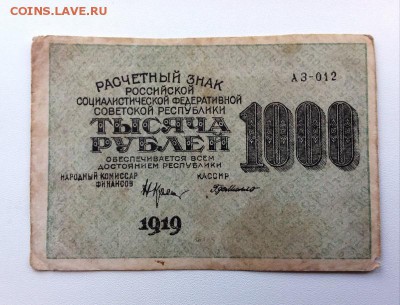 COINS.ЛАВЕ.RU
РАСЧЕТНЫЙ ЗНАК
РОССИЙСКОЙ
СОЦИАЛИСТИЧЕСКОЙ ФЕДЕРАТИВНОЙ
СОВЕТСКОЙ РЕСПУБЛИКИ
АЗ-012
ТЫСЯЧА
РУБЛЕЙ
1000
ОБЕСПЕЧИВАЕТСЯ ВСЕМ
ДОСТОЯНИЕМ РЕСПУБЛИКИ
НАРОДНЫЙ КОМИССАР
ФИНАНСОВ
КАССИР
1919